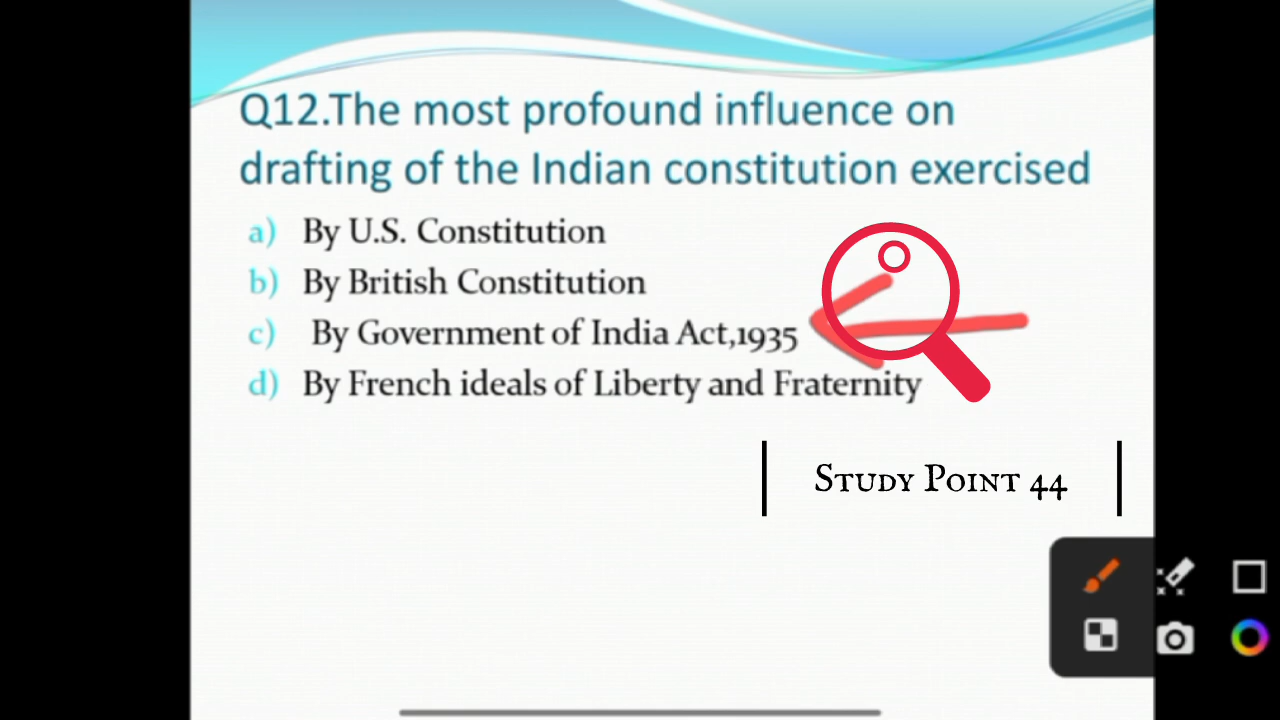 Q12.The most profound influence on
drafting of the Indian constitution exercised
a) By U.S. Constitution
b) By British Constitution
c) By Government of India Act,1935
d) By French ideals of Liberty and Fraternity
Study Point 44